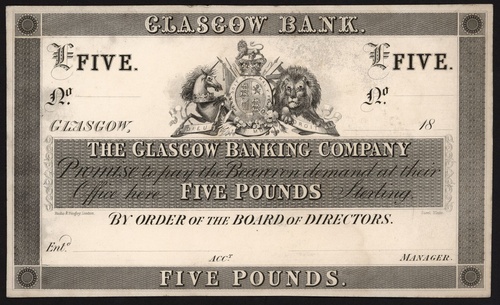 GLASGOW BANK.
£FIVE. £FIVE.
No. No.
GLASGOW, 18
THE GLASGOW BANKING COMPANY
Promise to pay the Bearer on demand at their
Office here FIVE POUNDS Sterling
BY ORDER OF THE BOARD OF DIRECTORS.
Entd. ACCT. MANAGER.
FIVE POUNDS.